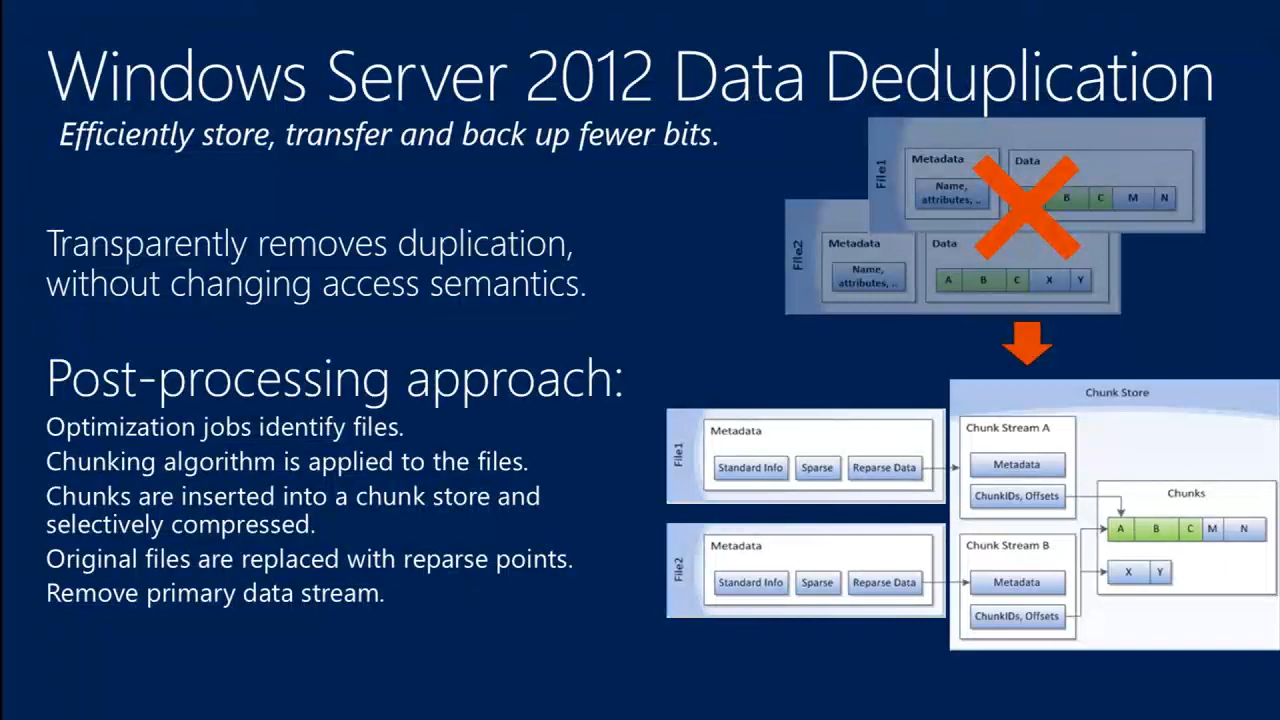 Windows Server 2012 Data Deduplication
Efficiently store, transfer and back up fewer bits.
Transparently removes duplication,
without changing access semantics.
Post-processing approach:
Optimization jobs identify files.
Chunking algorithm is applied to the files.
Chunks are inserted into a chunk store and
selectively compressed.
Original files are replaced with reparse points.
Remove primary data stream.
File1
Metadata
Name,
attributes, ..
Data
B C M N
File2
Metadata
Name,
attributes, ..
Data
A B C X Y
File1
Metadata
Standard Info Sparse Reparse Data
File2
Metadata
Standard Info Sparse Reparse Data
Chunk Store
Chunk Stream A
Metadata
ChunkIDs, Offsets
Chunk Stream B
Metadata
ChunkIDs, Offsets
Chunks
A B C M N
X Y